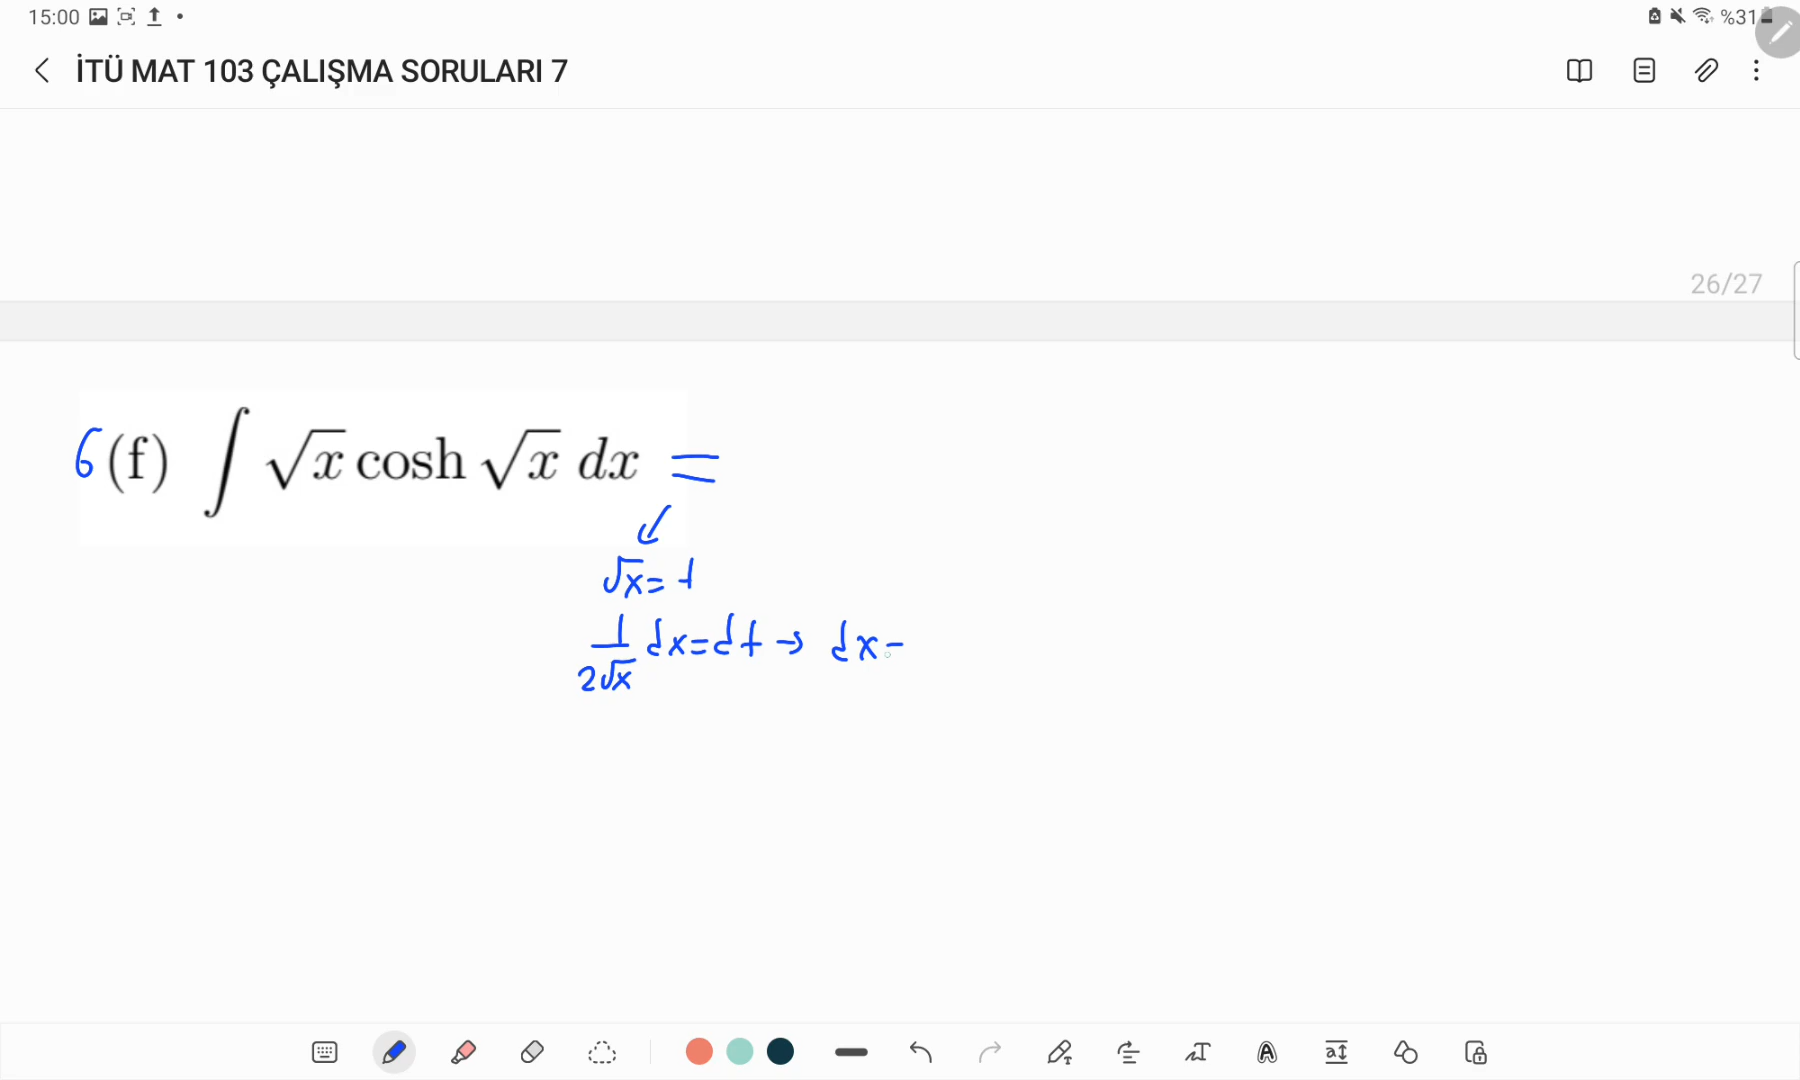 15:00 %31
İTÜ MAT 103 ÇALIŞMA SORULARI 7
26/27
6(f) ∫ √x cosh √x dx =
√x = t
1/(2√x) dx = dt → dx =